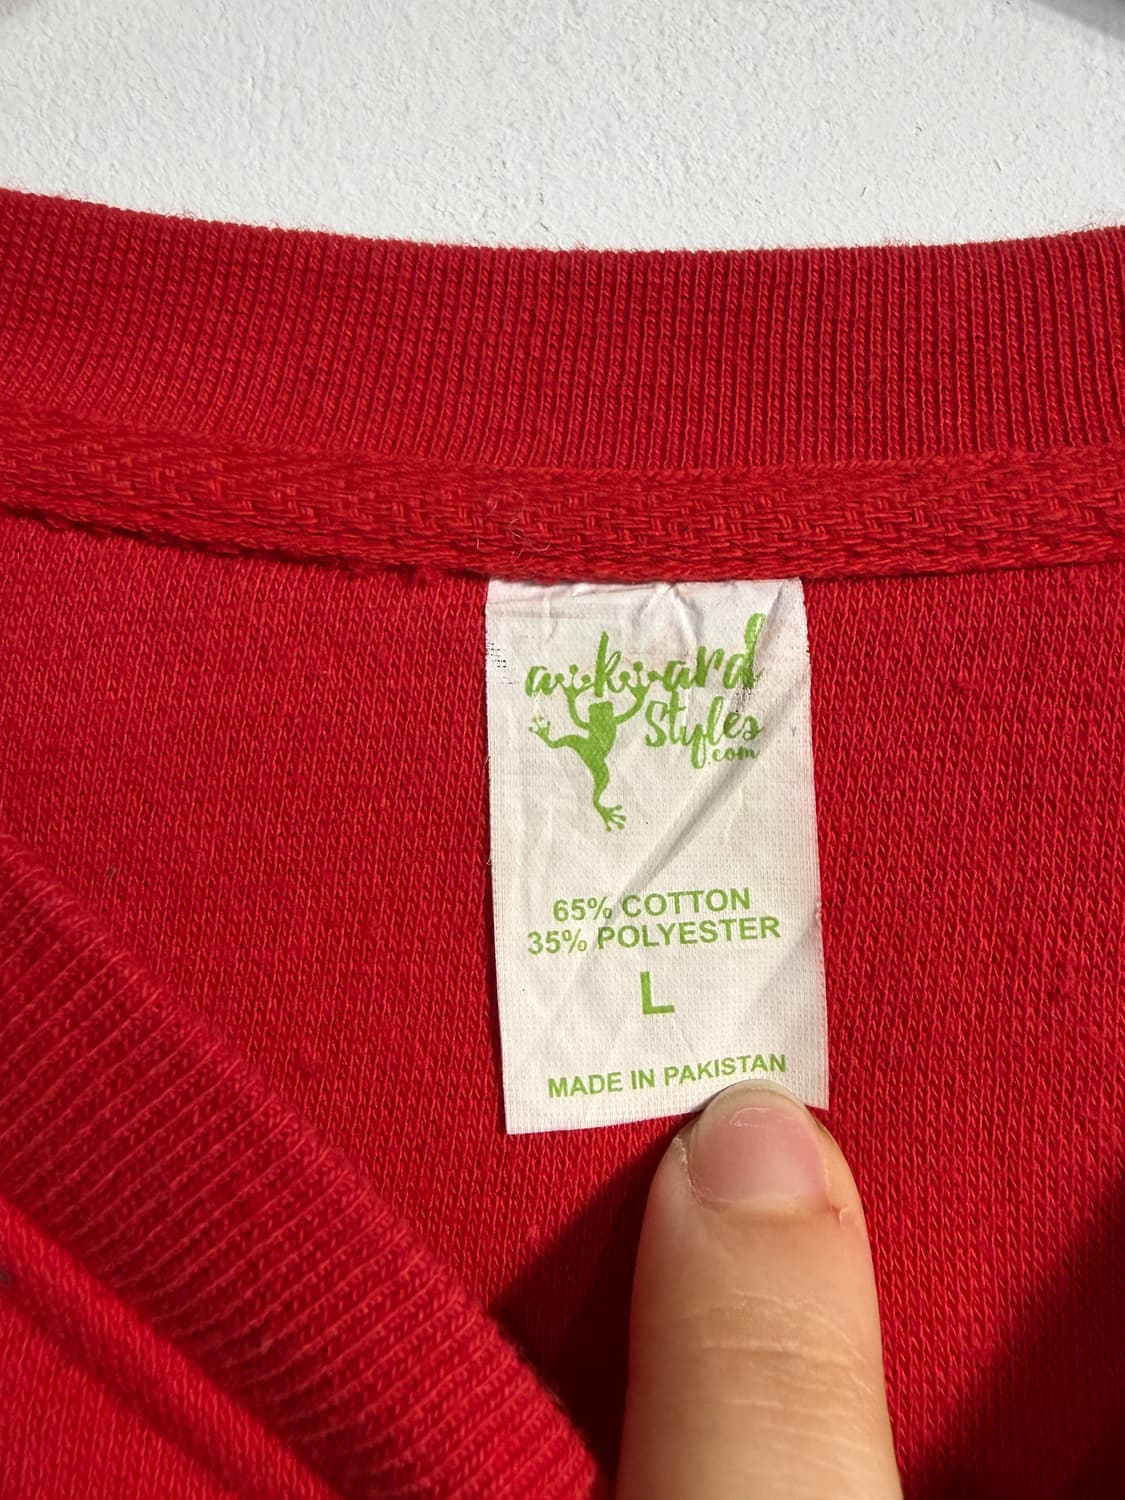 awkward
Styles
.com
65% COTTON
35% POLYESTER
L
MADE IN PAKISTAN